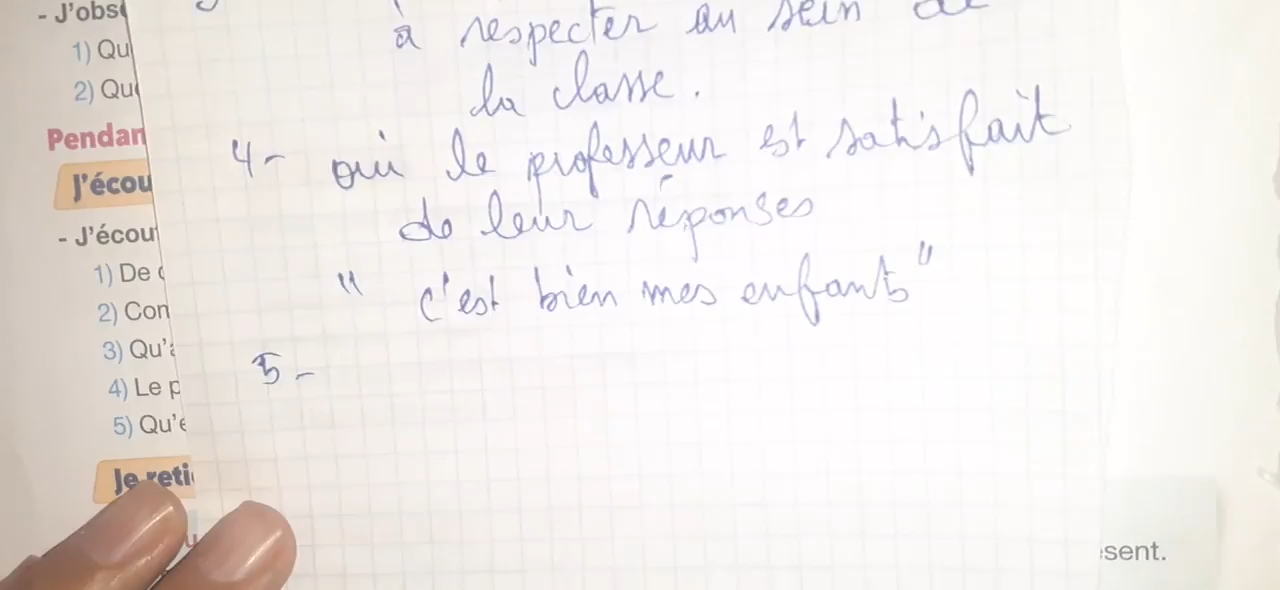 - J'obs
1) Qu
2) Qu
Pendan
J'écou
- J'écou
1) De
2) Con
3) Qu'
4) Le p
5) Qu'e
Je reti
à respecter au sein de
la classe.
4- oui le professeur est satisfait
de leur réponses
" c'est bien mes enfants"
5-
sent.